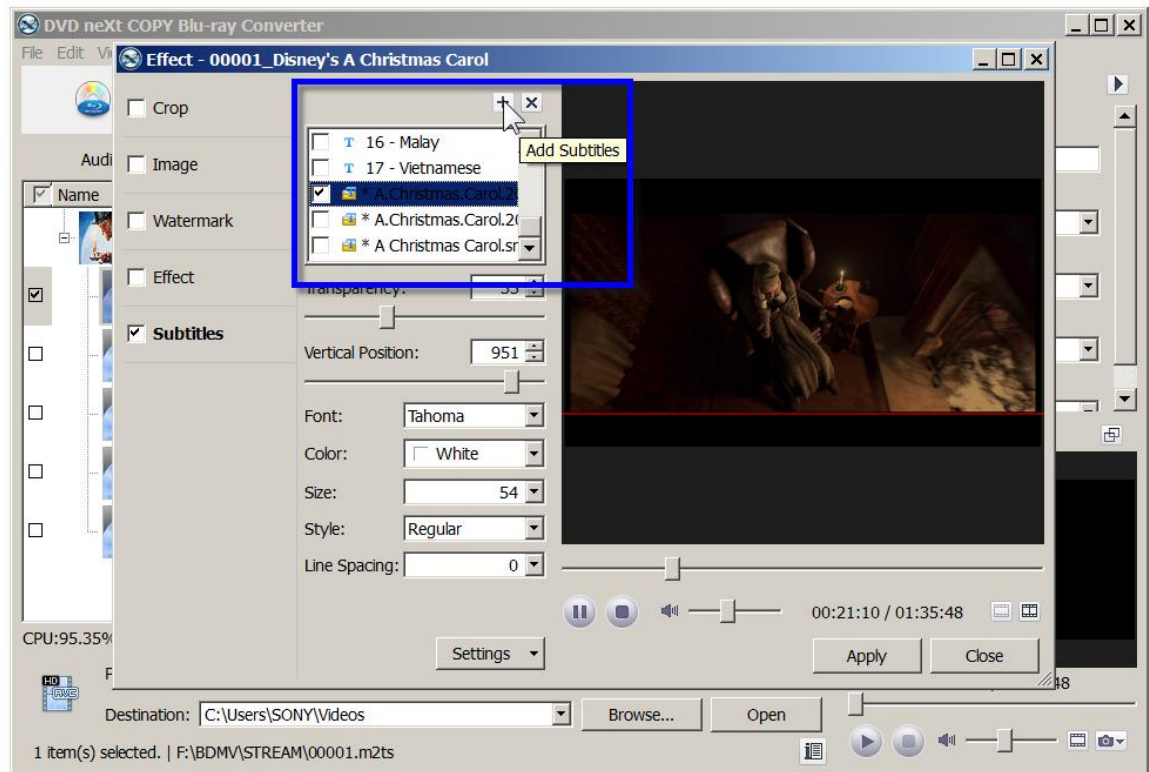 DVD neXt COPY Blu-ray Converter
File Edit Vi
Effect - 00001_Disney's A Christmas Carol
Crop
Image
Watermark
Effect
Subtitles
Audi
Name
16 - Malay
17 - Vietnamese
* A.Christmas.Carol.2
* A.Christmas.Carol.2
* A Christmas Carol.sr
Add Subtitles
Transparency: 55
Vertical Position: 951
Font: Tahoma
Color: White
Size: 54
Style: Regular
Line Spacing: 0
Settings
00:21:10 / 01:35:48
Apply
Close
CPU:95.35%
HD
AVC
P
48
Destination: C:\Users\SONY\Videos
Browse...
Open
1 item(s) selected. | F:\BDMV\STREAM\00001.m2ts